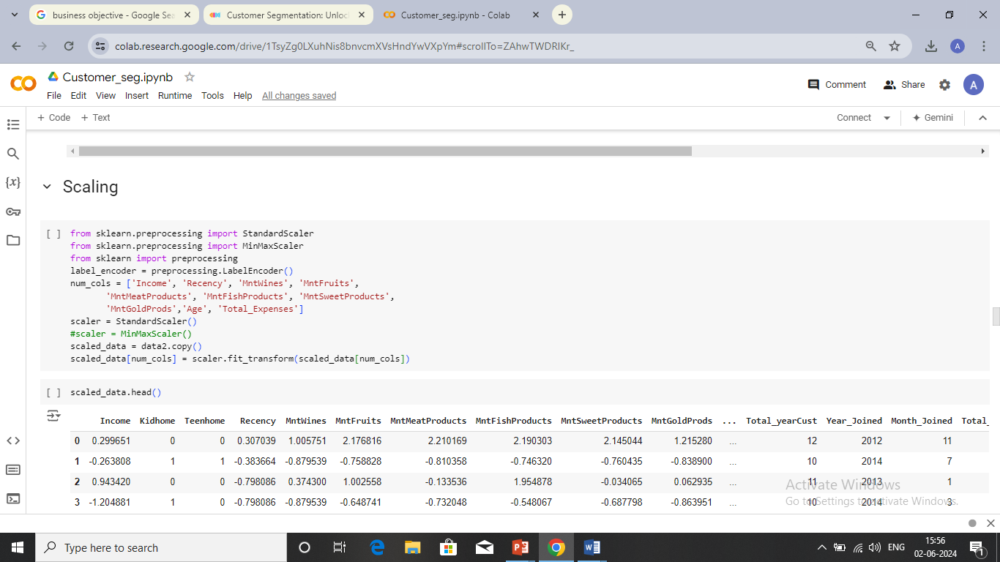 business objective - Google Sea
Customer Segmentation: Unloc
Customer_seg.ipynb - Colab
colab.research.google.com/drive/1TsyZg0LXuhNis8bnvcmXVsHndYwVXpYm#scrollTo=ZAhwTWDRIKr_
A
Customer_seg.ipynb
Comment
Share
A
File Edit View Insert Runtime Tools Help All changes saved
+ Code + Text
Connect
Gemini
{x}
Scaling
[ ] from sklearn.preprocessing import StandardScaler
from sklearn.preprocessing import MinMaxScaler
from sklearn import preprocessing
label_encoder = preprocessing.LabelEncoder()
num_cols = ['Income', 'Recency', 'MntWines', 'MntFruits',
'MntMeatProducts', 'MntFishProducts', 'MntSweetProducts',
'MntGoldProds','Age', 'Total_Expenses']
scaler = StandardScaler()
#scaler = MinMaxScaler()
scaled_data = data2.copy()
scaled_data[num_cols] = scaler.fit_transform(scaled_data[num_cols])
[ ] scaled_data.head()
Income Kidhome Teenhome Recency MntWines MntFruits MntMeatProducts MntFishProducts MntSweetProducts MntGoldProds ... Total_yearCust Year_Joined Month_Joined Total_
0 0.299651 0 0 0.307039 1.005751 2.176816 2.210169 2.190303 2.145044 1.215280 ... 12 2012 11
1 -0.263808 1 1 -0.383664 -0.879539 -0.758828 -0.810358 -0.746320 -0.760435 -0.838900 ... 10 2014 7
2 0.943420 0 0 -0.798086 0.374300 1.002558 -0.133536 1.954878 -0.034065 0.062935 ... 11 2013 1
3 -1.204881 1 0 -0.798086 -0.879539 -0.648741 -0.732048 -0.548067 -0.687798 -0.863951 ... 10 2014 3
Activate Windows
Go to Settings to activate Windows.
Type here to search
ENG
15:56
02-06-2024
1